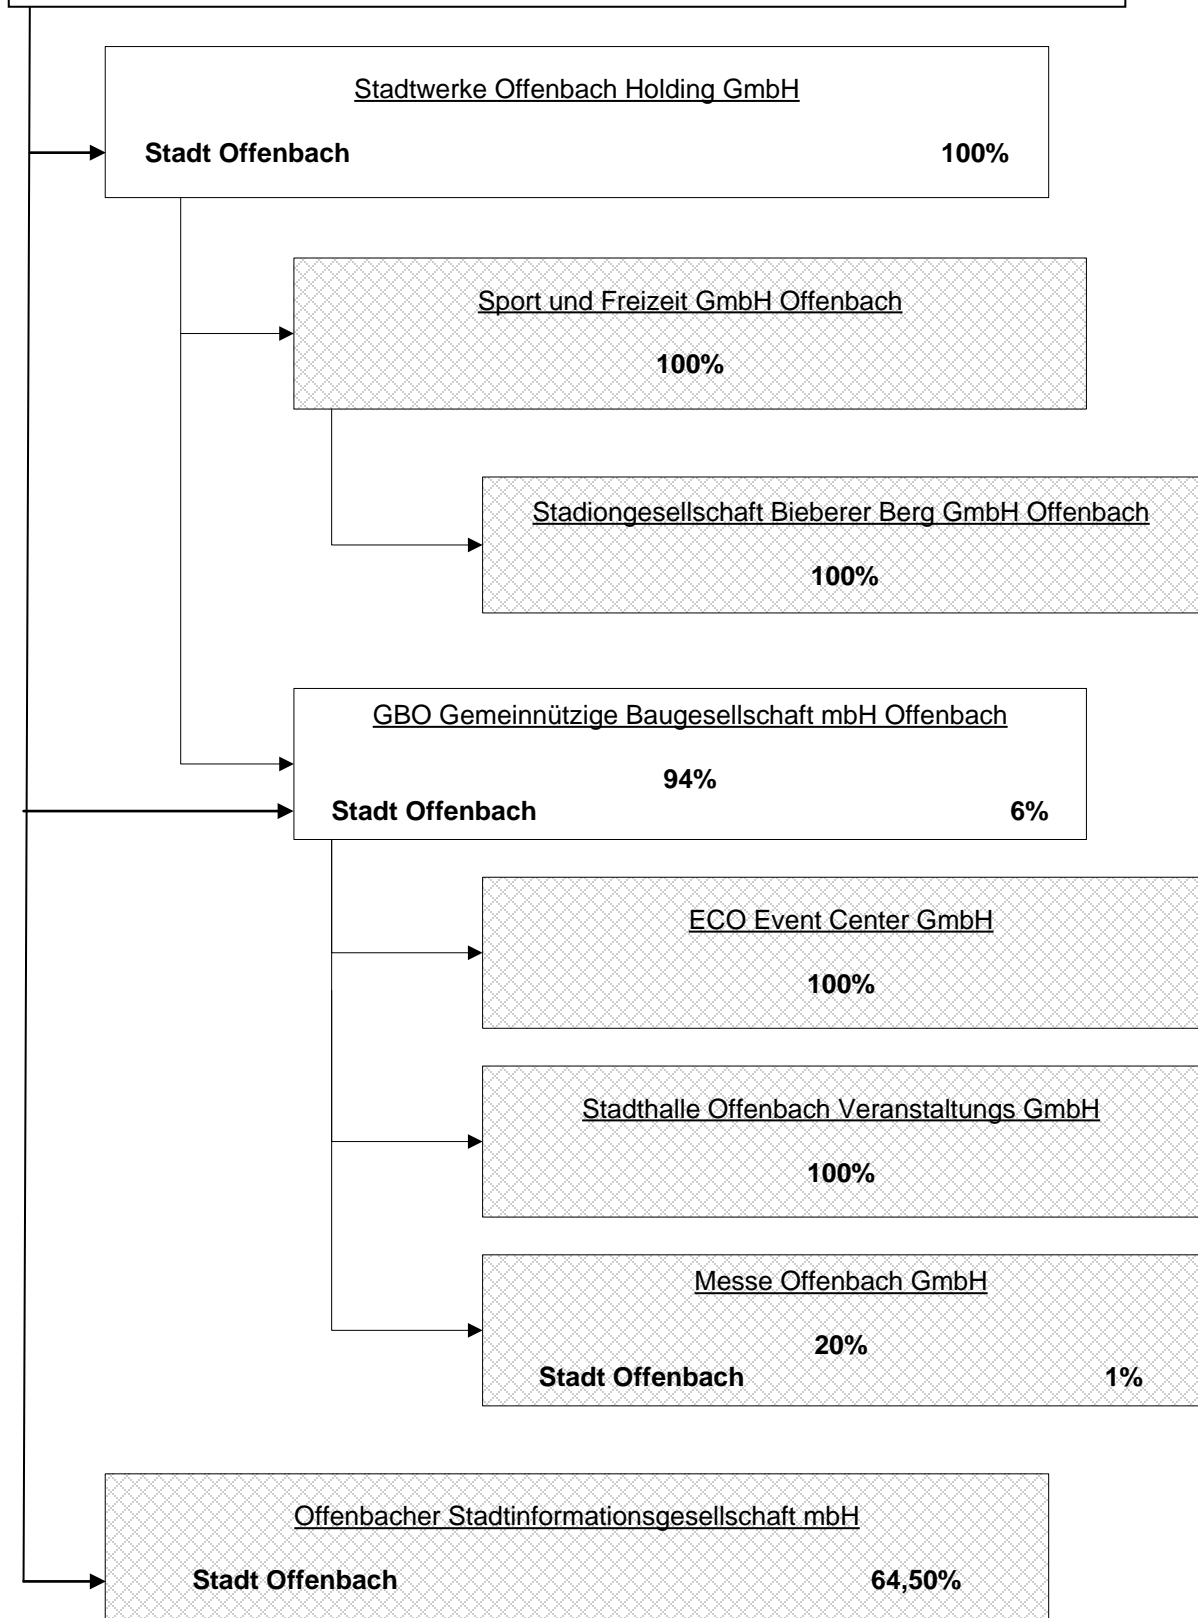 Stadtwerke Offenbach Holding GmbH
Stadt Offenbach 100%
Sport und Freizeit GmbH Offenbach
100%
Stadiongesellschaft Bieberer Berg GmbH Offenbach
100%
GBO Gemeinnützige Baugesellschaft mbH Offenbach
94%
Stadt Offenbach 6%
ECO Event Center GmbH
100%
Stadthalle Offenbach Veranstaltungs GmbH
100%
Messe Offenbach GmbH
20%
Stadt Offenbach 1%
Offenbacher Stadtinformationsgesellschaft mbH
Stadt Offenbach 64,50%